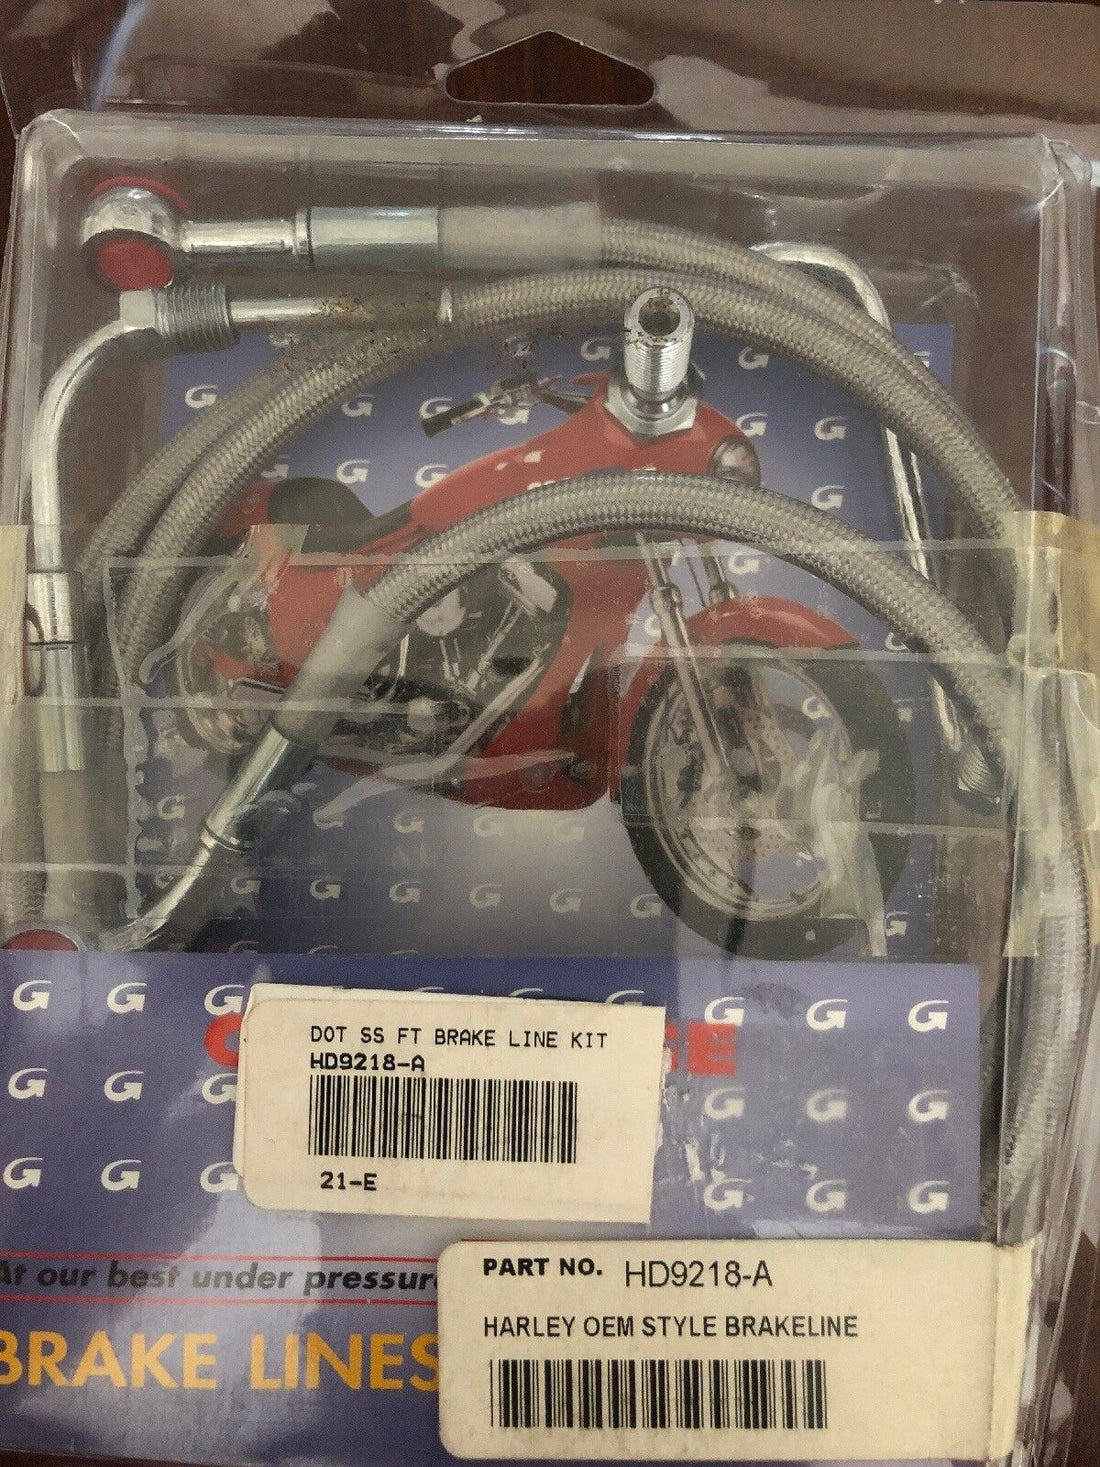 DOT SS FT BRAKE LINE KIT
HD9218-A
21-E
At our best under pressure
BRAKE LINES
PART NO. HD9218-A
HARLEY OEM STYLE BRAKELINE